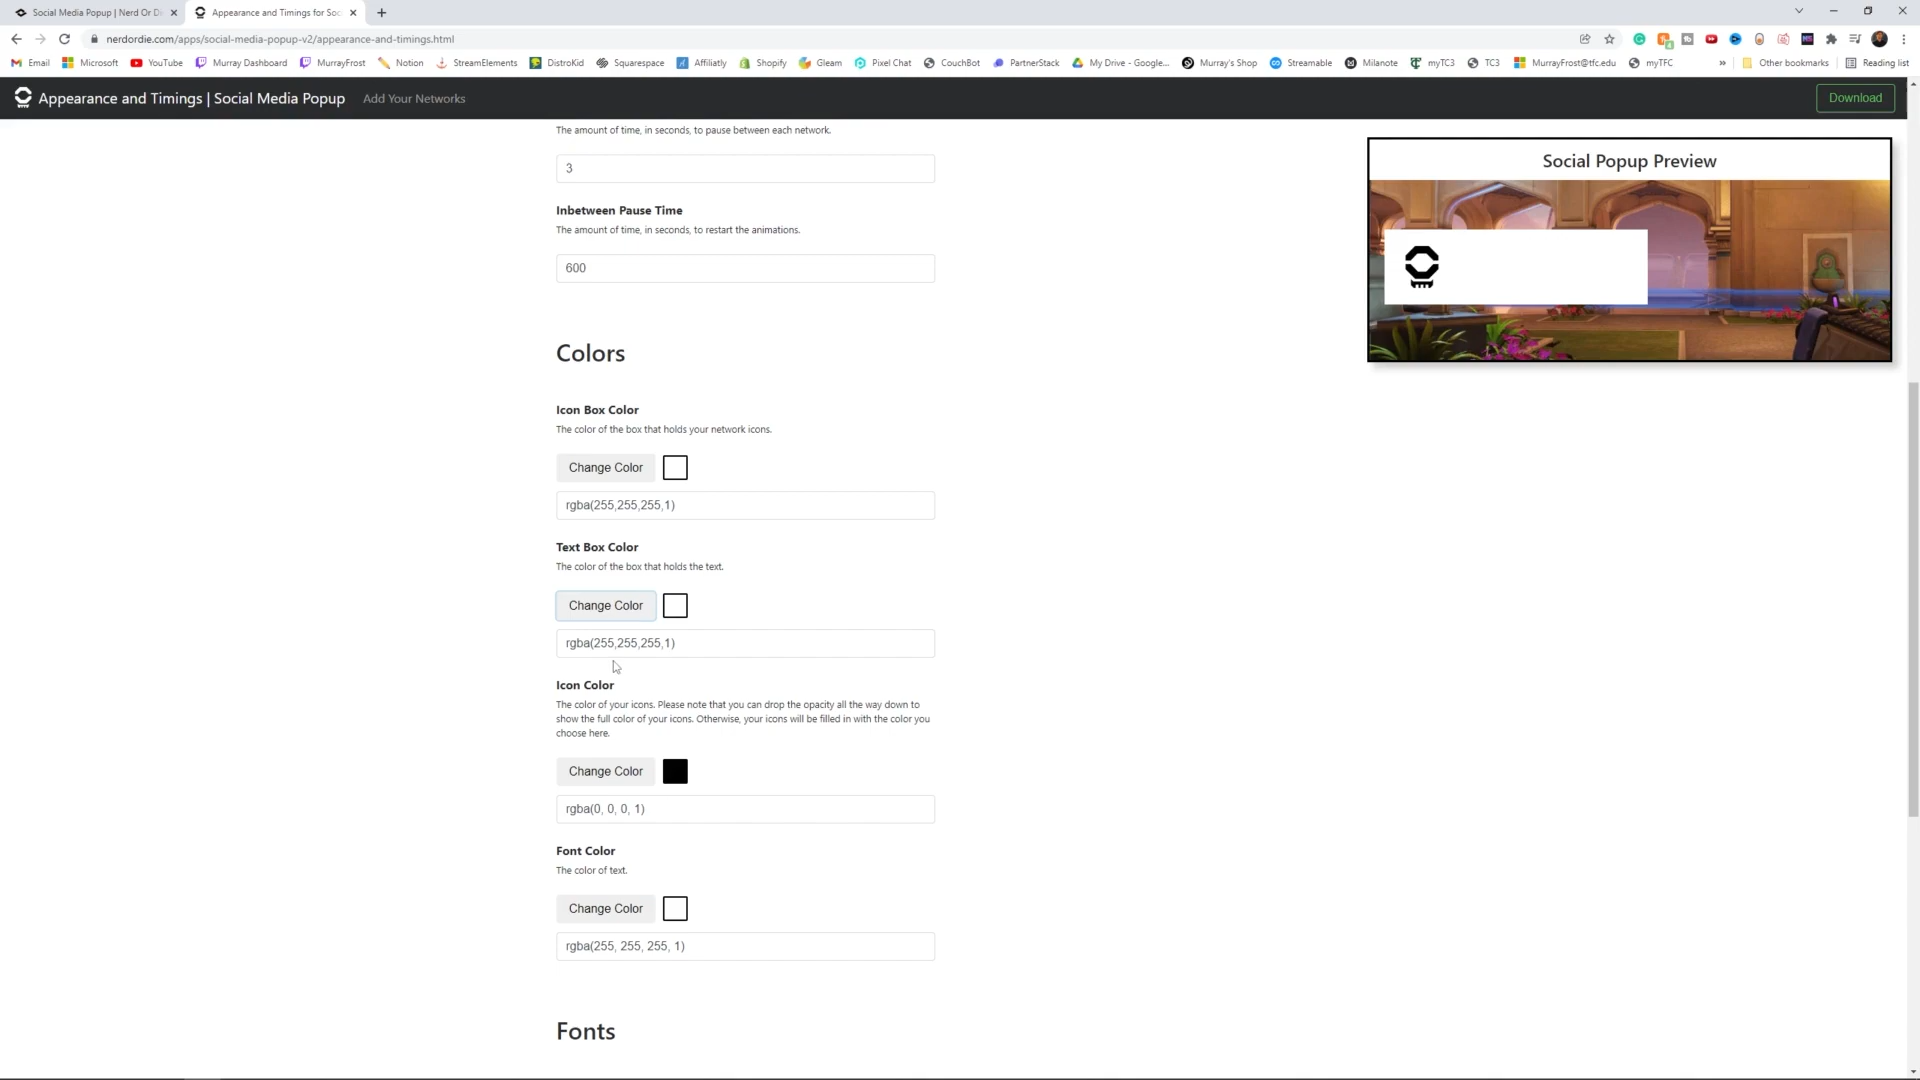 Social Media Popup | Nerd Or Di
Appearance and Timings for Soc
nerdordie.com/apps/social-media-popup-v2/appearance-and-timings.html
Email
Microsoft
YouTube
Murray Dashboard
MurrayFrost
Notion
StreamElements
DistroKid
Squarespace
Affiliatly
Shopify
Gleam
Pixel Chat
CouchBot
PartnerStack
My Drive - Google...
Murray's Shop
Streamable
Milanote
myTC3
TC3
MurrayFrost@tfc.edu
myTFC
»
Other bookmarks
Reading list
Appearance and Timings | Social Media Popup
Add Your Networks
Download
The amount of time, in seconds, to pause between each network.
3
Inbetween Pause Time
The amount of time, in seconds, to restart the animations.
600
Social Popup Preview
Colors
Icon Box Color
The color of the box that holds your network icons.
Change Color
rgba(255,255,255,1)
Text Box Color
The color of the box that holds the text.
Change Color
rgba(255,255,255,1)
Icon Color
The color of your icons. Please note that you can drop the opacity all the way down to
show the full color of your icons. Otherwise, your icons will be filled in with the color you
choose here.
Change Color
rgba(0, 0, 0, 1)
Font Color
The color of text.
Change Color
rgba(255, 255, 255, 1)
Fonts